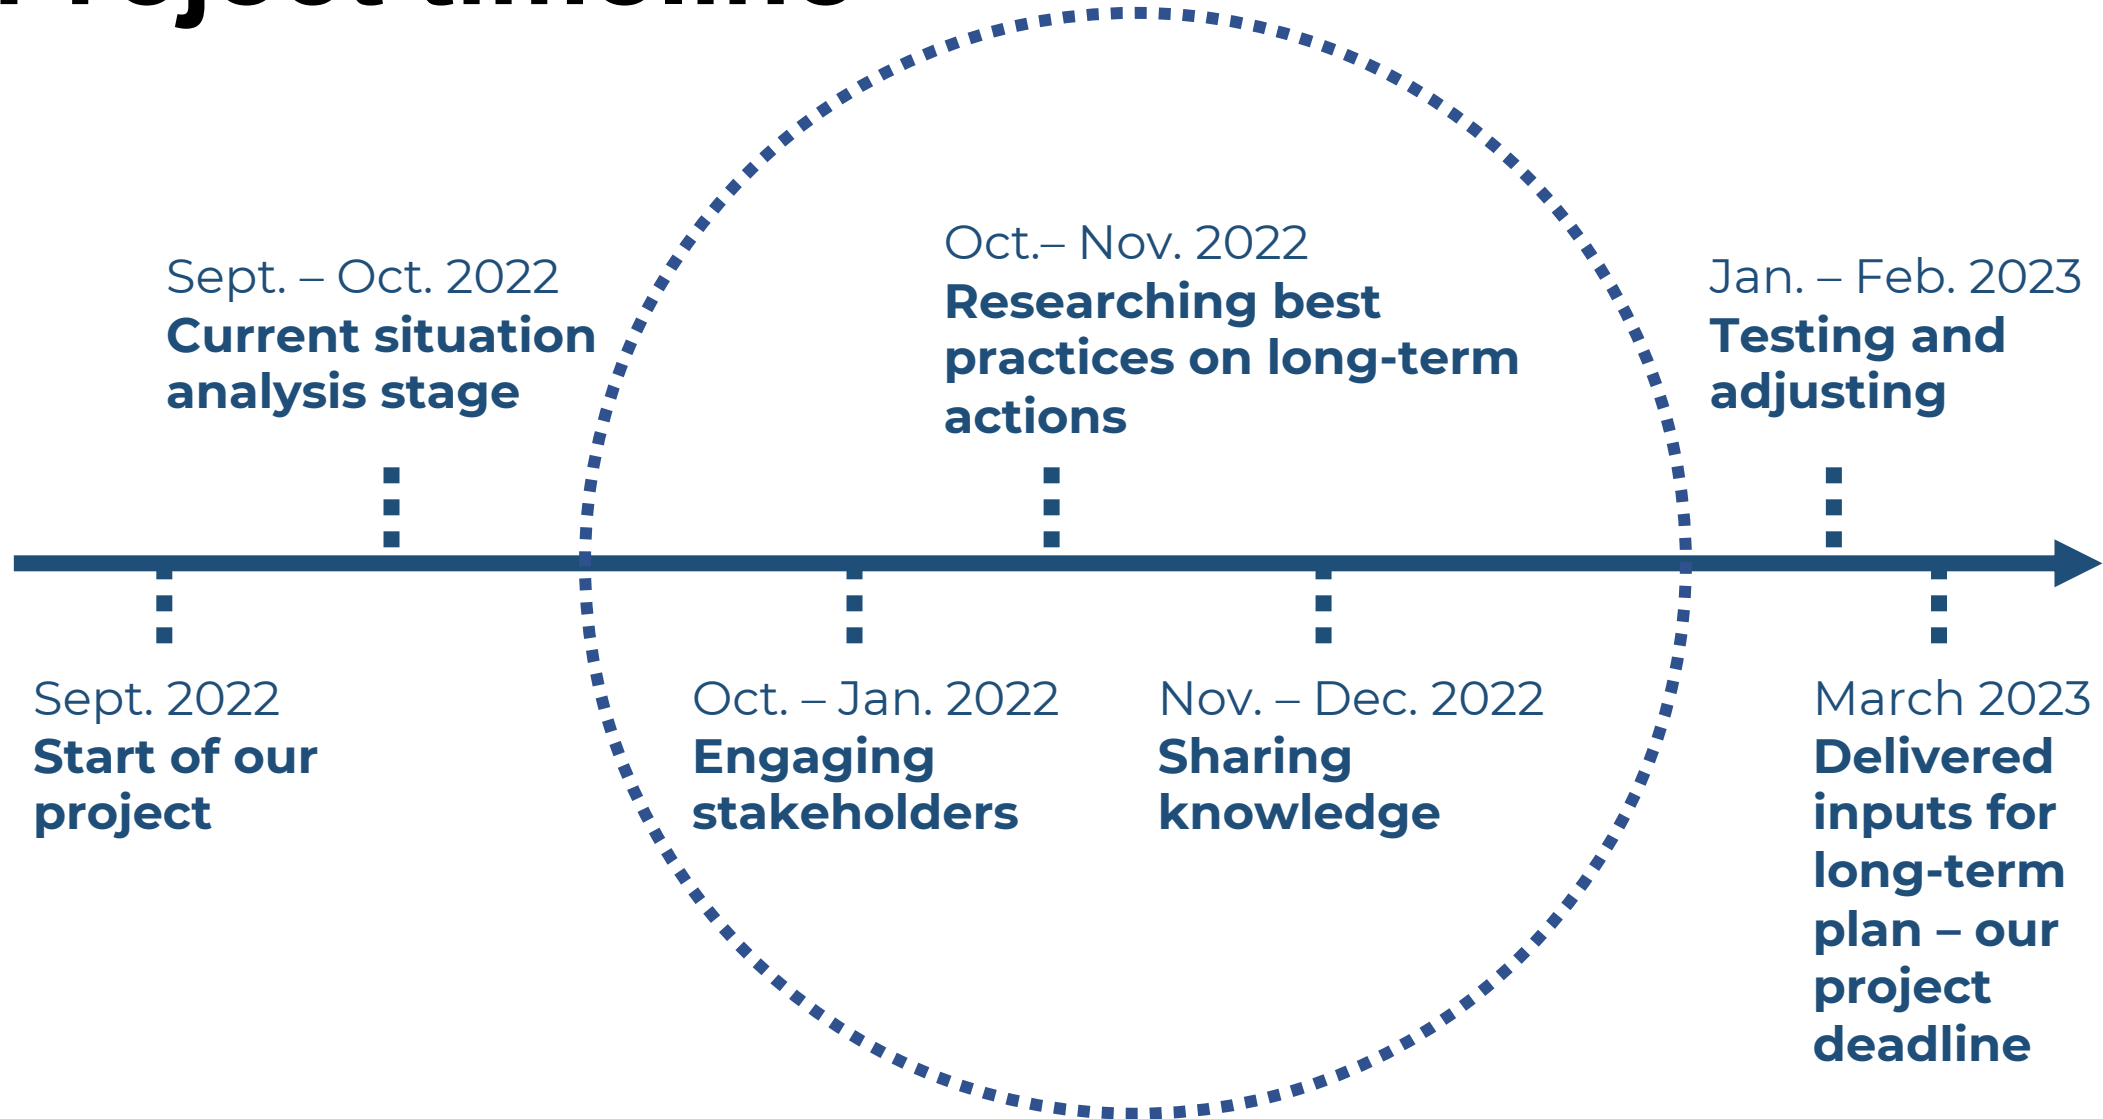 Project timeline
Sept. – Oct. 2022
Current situation
analysis stage
Oct.– Nov. 2022
Researching best
practices on long-term
actions
Jan. – Feb. 2023
Testing and
adjusting
Sept. 2022
Start of our
project
Oct. – Jan. 2022
Engaging
stakeholders
Nov. – Dec. 2022
Sharing
knowledge
March 2023
Delivered
inputs for
long-term
plan – our
project
deadline